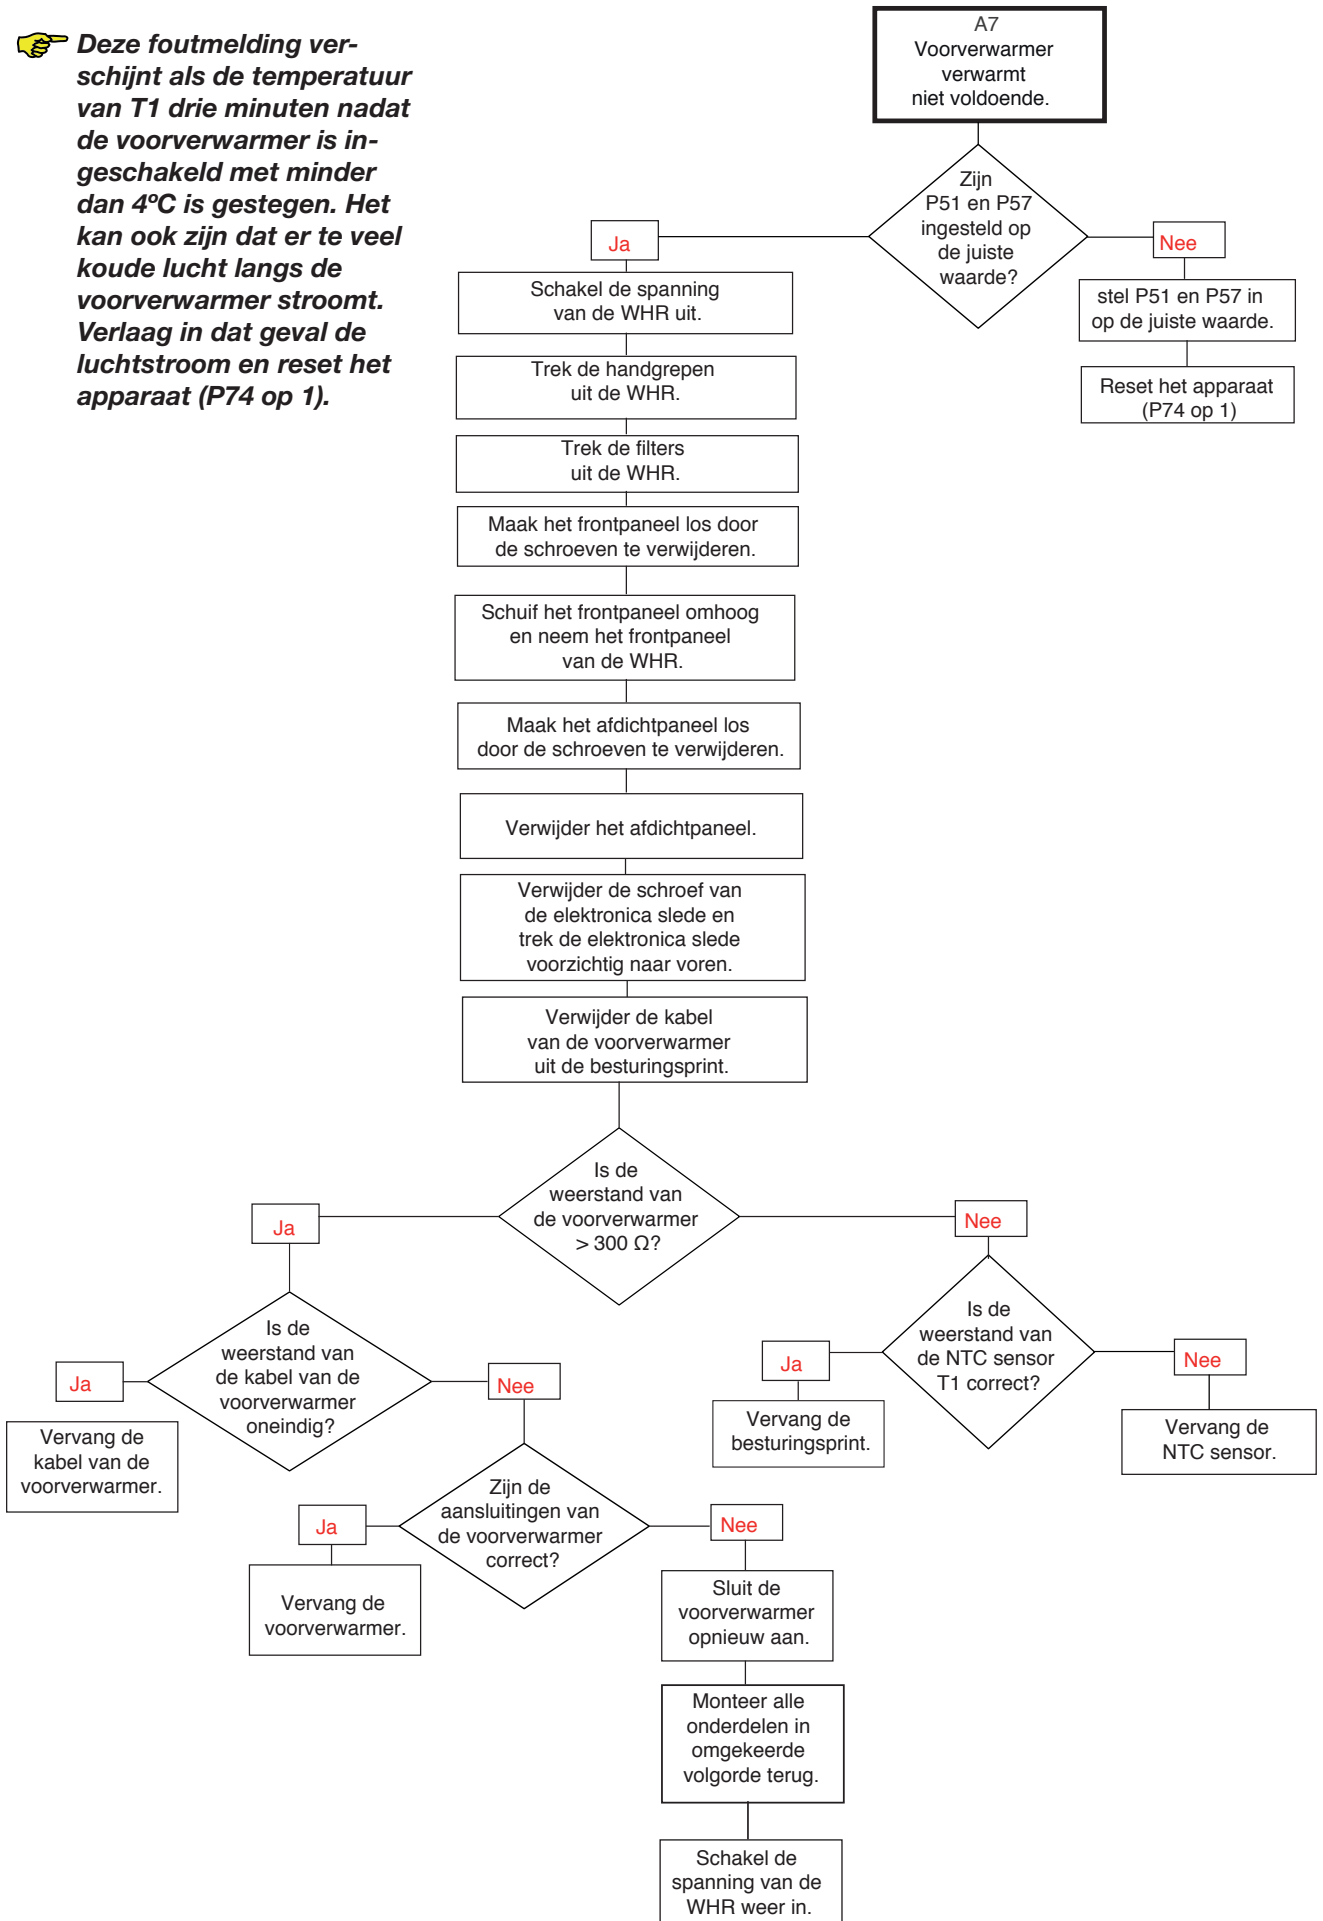 Deze foutmelding ver-
schijnt als de temperatuur
van T1 drie minuten nadat
de voorverwarmer is in-
geschakeld met minder
dan 4ºC is gestegen. Het
kan ook zijn dat er te veel
koude lucht langs de
voorverwarmer stroomt.
Verlaag in dat geval de
luchtstroom en reset het
apparaat (P74 op 1).
A7
Voorverwarmer
verwarmt
niet voldoende.
Zijn
P51 en P57
ingesteld op
de juiste
waarde?
Ja
Nee
Schakel de spanning
van de WHR uit.
stel P51 en P57 in
op de juiste waarde.
Trek de handgrepen
uit de WHR.
Reset het apparaat
(P74 op 1)
Trek de filters
uit de WHR.
Maak het frontpaneel los door
de schroeven te verwijderen.
Schuif het frontpaneel omhoog
en neem het frontpaneel
van de WHR.
Maak het afdichtpaneel los
door de schroeven te verwijderen.
Verwijder het afdichtpaneel.
Verwijder de schroef van
de elektronica slede en
trek de elektronica slede
voorzichtig naar voren.
Verwijder de kabel
van de voorverwarmer
uit de besturingsprint.
Is de
weerstand van
de voorverwarmer
> 300 Ω?
Ja
Nee
Is de
weerstand van
de kabel van de
voorverwarmer
oneindig?
Is de
weerstand van
de NTC sensor
T1 correct?
Ja
Nee
Ja
Nee
Vervang de
kabel van de
voorverwarmer.
Vervang de
besturingsprint.
Vervang de
NTC sensor.
Zijn de
aansluitingen van
de voorverwarmer
correct?
Ja
Nee
Vervang de
voorverwarmer.
Sluit de
voorverwarmer
opnieuw aan.
Monteer alle
onderdelen in
omgekeerde
volgorde terug.
Schakel de
spanning van de
WHR weer in.